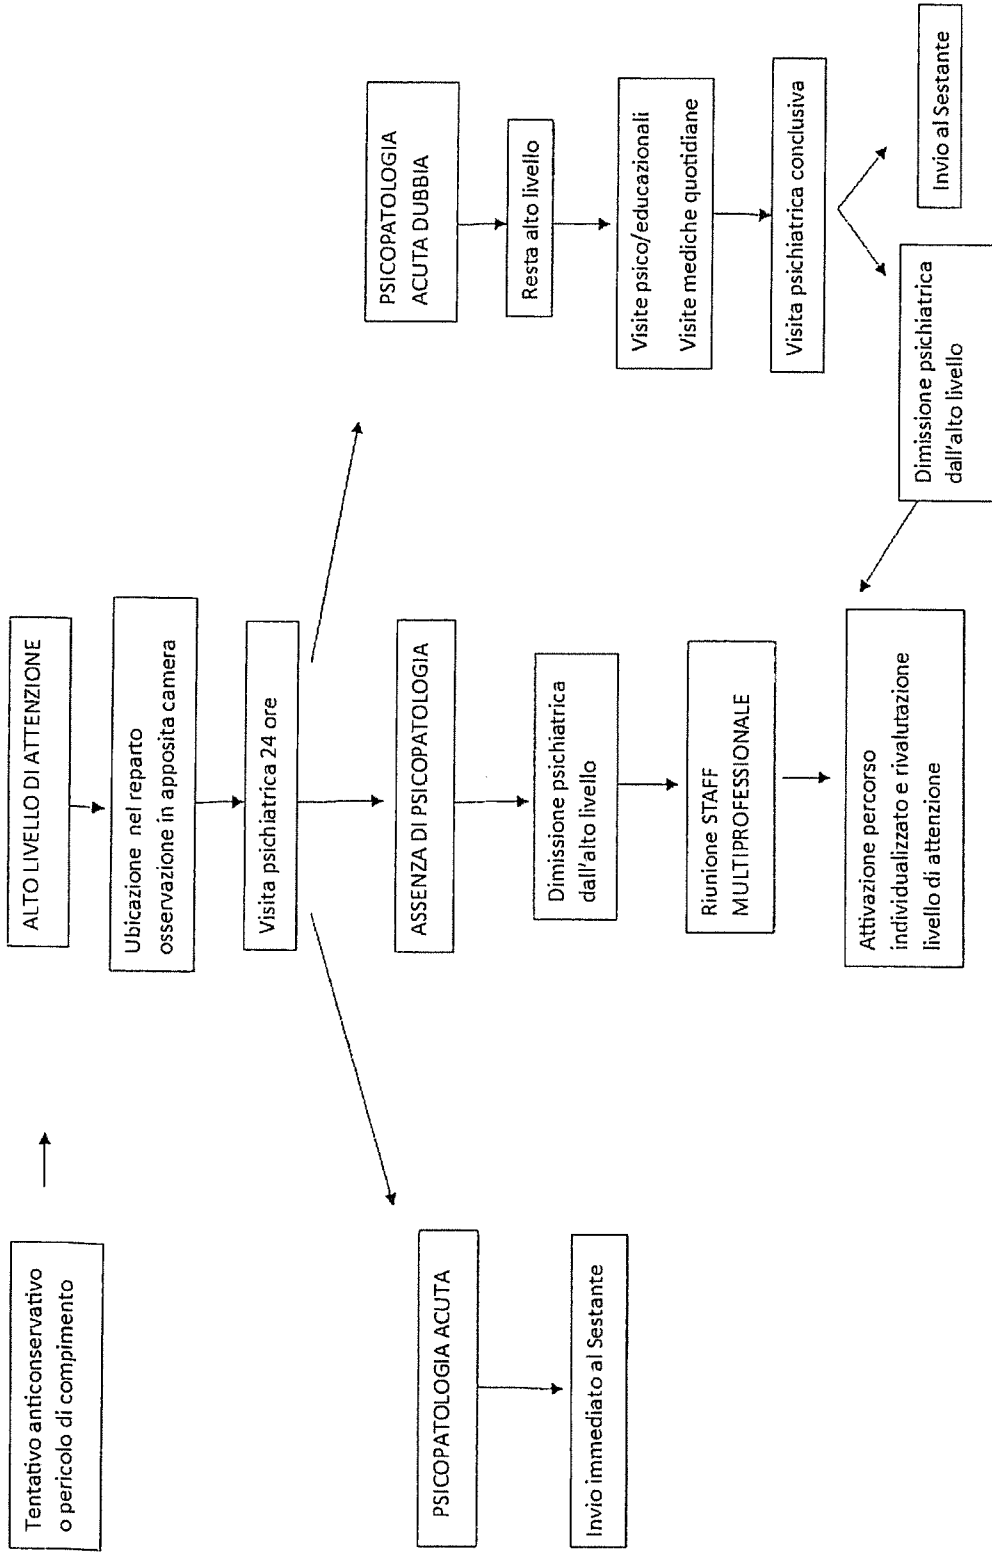 Tentativo anticonservativo
o pericolo di compimento
ALTO LIVELLO DI ATTENZIONE
Ubicazione nel reparto
osservazione in apposita camera
Visita psichiatrica 24 ore
PSICOPATOLOGIA ACUTA
Invio immediato al Sestante
ASSENZA DI PSICOPATOLOGIA
Dimissione psichiatrica
dall'alto livello
Riunione STAFF
MULTIPROFESSIONALE
Attivazione percorso
individualizzato e rivalutazione
livello di attenzione
PSICOPATOLOGIA
ACUTA DUBBIA
Resta alto livello
Visite psico/educazionali
Visite mediche quotidiane
Visita psichiatrica conclusiva
Dimissione psichiatrica
dall'alto livello
Invio al Sestante